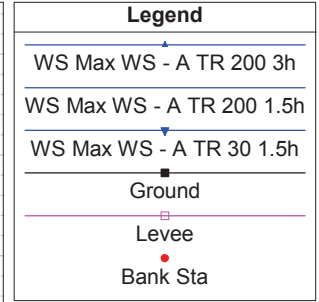 Legend
WS Max WS - A TR 200 3h
WS Max WS - A TR 200 1.5h
WS Max WS - A TR 30 1.5h
Ground
Levee
Bank Sta